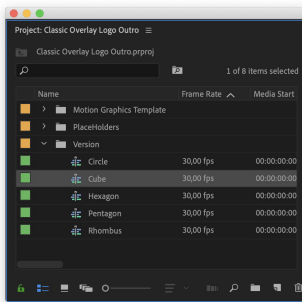 Project: Classic Overlay Logo Outro
Classic Overlay Logo Outro.prproj
1 of 8 items selected
Name Frame Rate Media Start
Motion Graphics Template
PlaceHolders
Version
Circle 30,00 fps 00:00:00:00
Cube 30,00 fps 00:00:00:00
Hexagon 30,00 fps 00:00:00:00
Pentagon 30,00 fps 00:00:00:00
Rhombus 30,00 fps 00:00:00:00